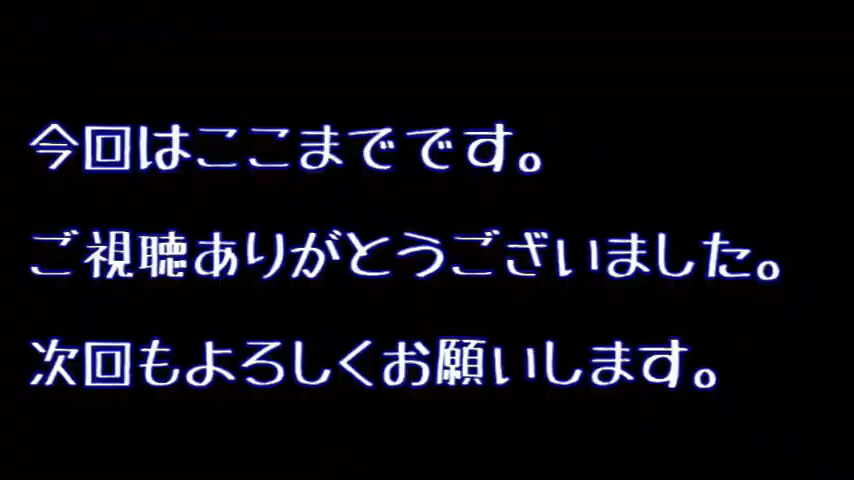 今回はここまでです。
ご視聴ありがとうございました。
次回もよろしくお願いします。